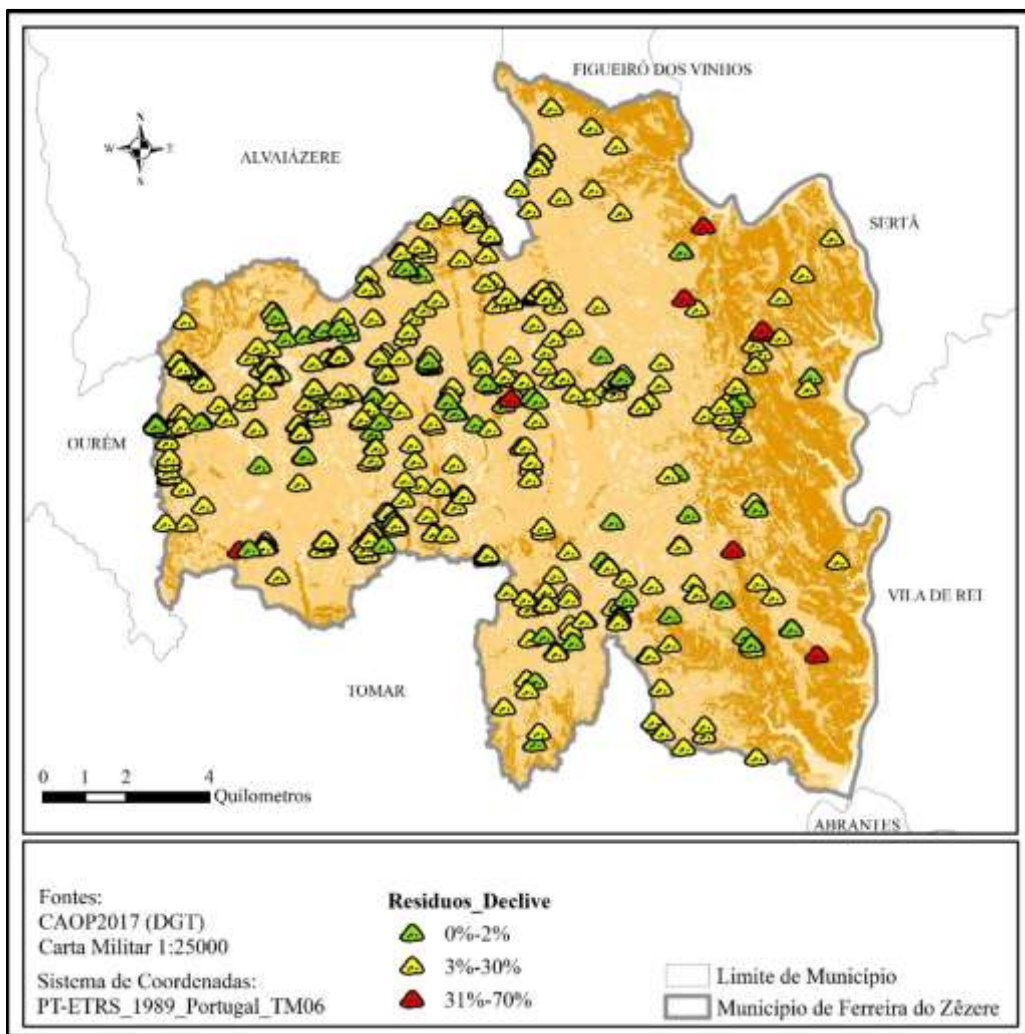 FIGUEIRÓ DOS VINHOS
N
W E
S
ALVAIÁZERE
SERTÃ
OURÉM
VILA DE REI
TOMAR
0 1 2 4
Quilometros
ABRANTES
Fontes:
CAOP2017 (DGT)
Carta Militar 1:25000
Sistema de Coordenadas:
PT-ETRS_1989_Portugal_TM06
Residuos_Declive
0%-2%
3%-30%
31%-70%
Limite de Município
Município de Ferreira do Zêzere